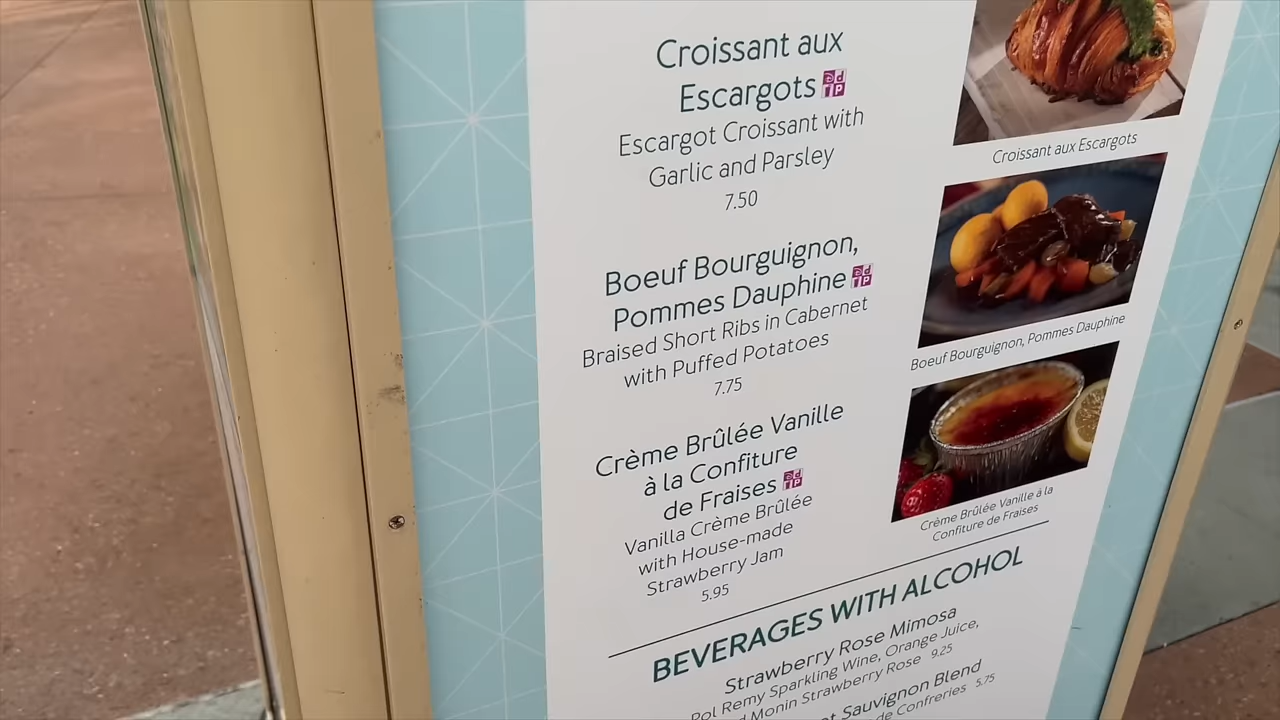 Croissant aux
Escargots
Escargot Croissant with
Garlic and Parsley
7.50
Croissant aux Escargots
Boeuf Bourguignon,
Pommes Dauphine
Braised Short Ribs in Cabernet
with Puffed Potatoes
7.75
Boeuf Bourguignon, Pommes Dauphine
Crème Brûlée Vanille
à la Confiture
de Fraises
Vanilla Crème Brûlée
with House-made
Strawberry Jam
5.95
Crème Brûlée Vanille à la
Confiture de Fraises
BEVERAGES WITH ALCOHOL
Strawberry Rose Mimosa
Pol Remy Sparkling Wine, Orange Juice,
Monin Strawberry Rose 9.25
Sauvignon Blend
de Confreries 5.75